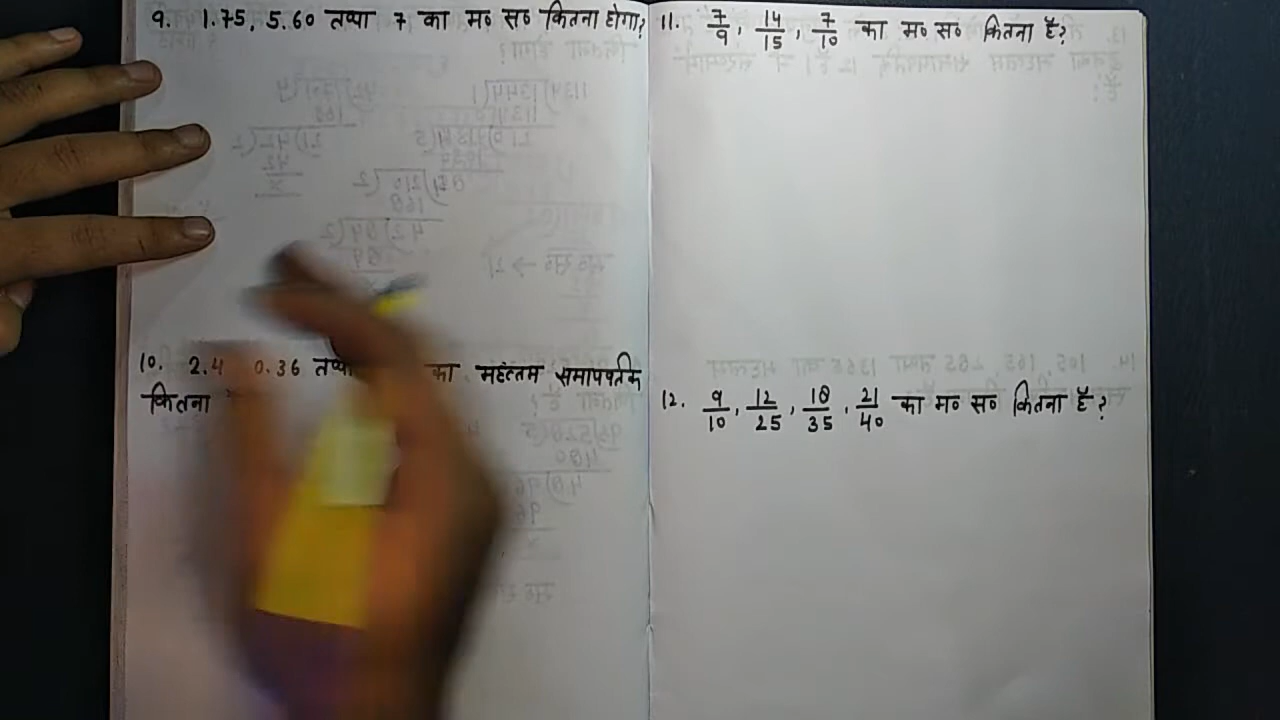 9. 1.75, 5.60 तथा 7 का म० स० कितना होगा?
10. 2.4 0.36 तथा का महत्तम समापवर्तक
कितना
11. 7/9, 14/15, 7/10 का म० स० कितना है?
12. 9/10, 12/25, 18/35, 21/40 का म० स० कितना है?